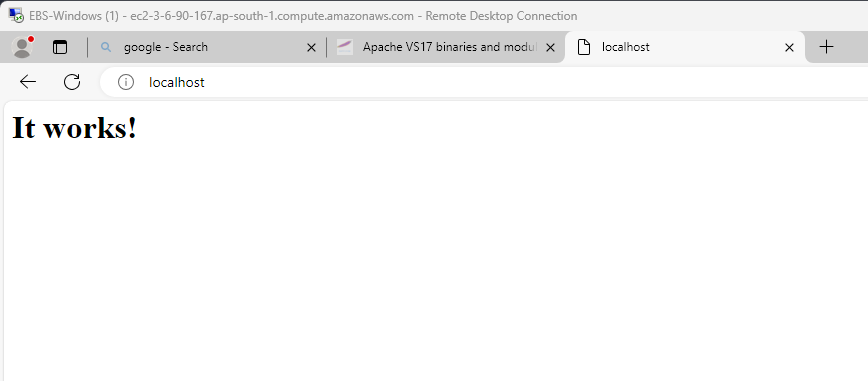 EBS-Windows (1) - ec2-3-6-90-167.ap-south-1.compute.amazonaws.com - Remote Desktop Connection
google - Search
Apache VS17 binaries and modul
localhost
localhost
It works!